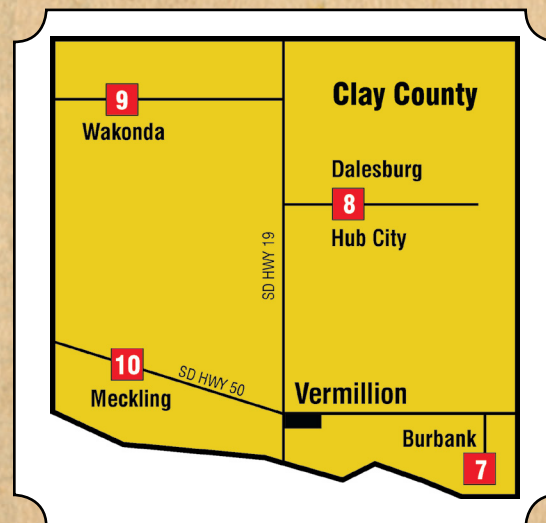 Clay County
9
Wakonda
Dalesburg
8
Hub City
SD HWY 19
10
Meckling
SD HWY 50
Vermillion
Burbank
7